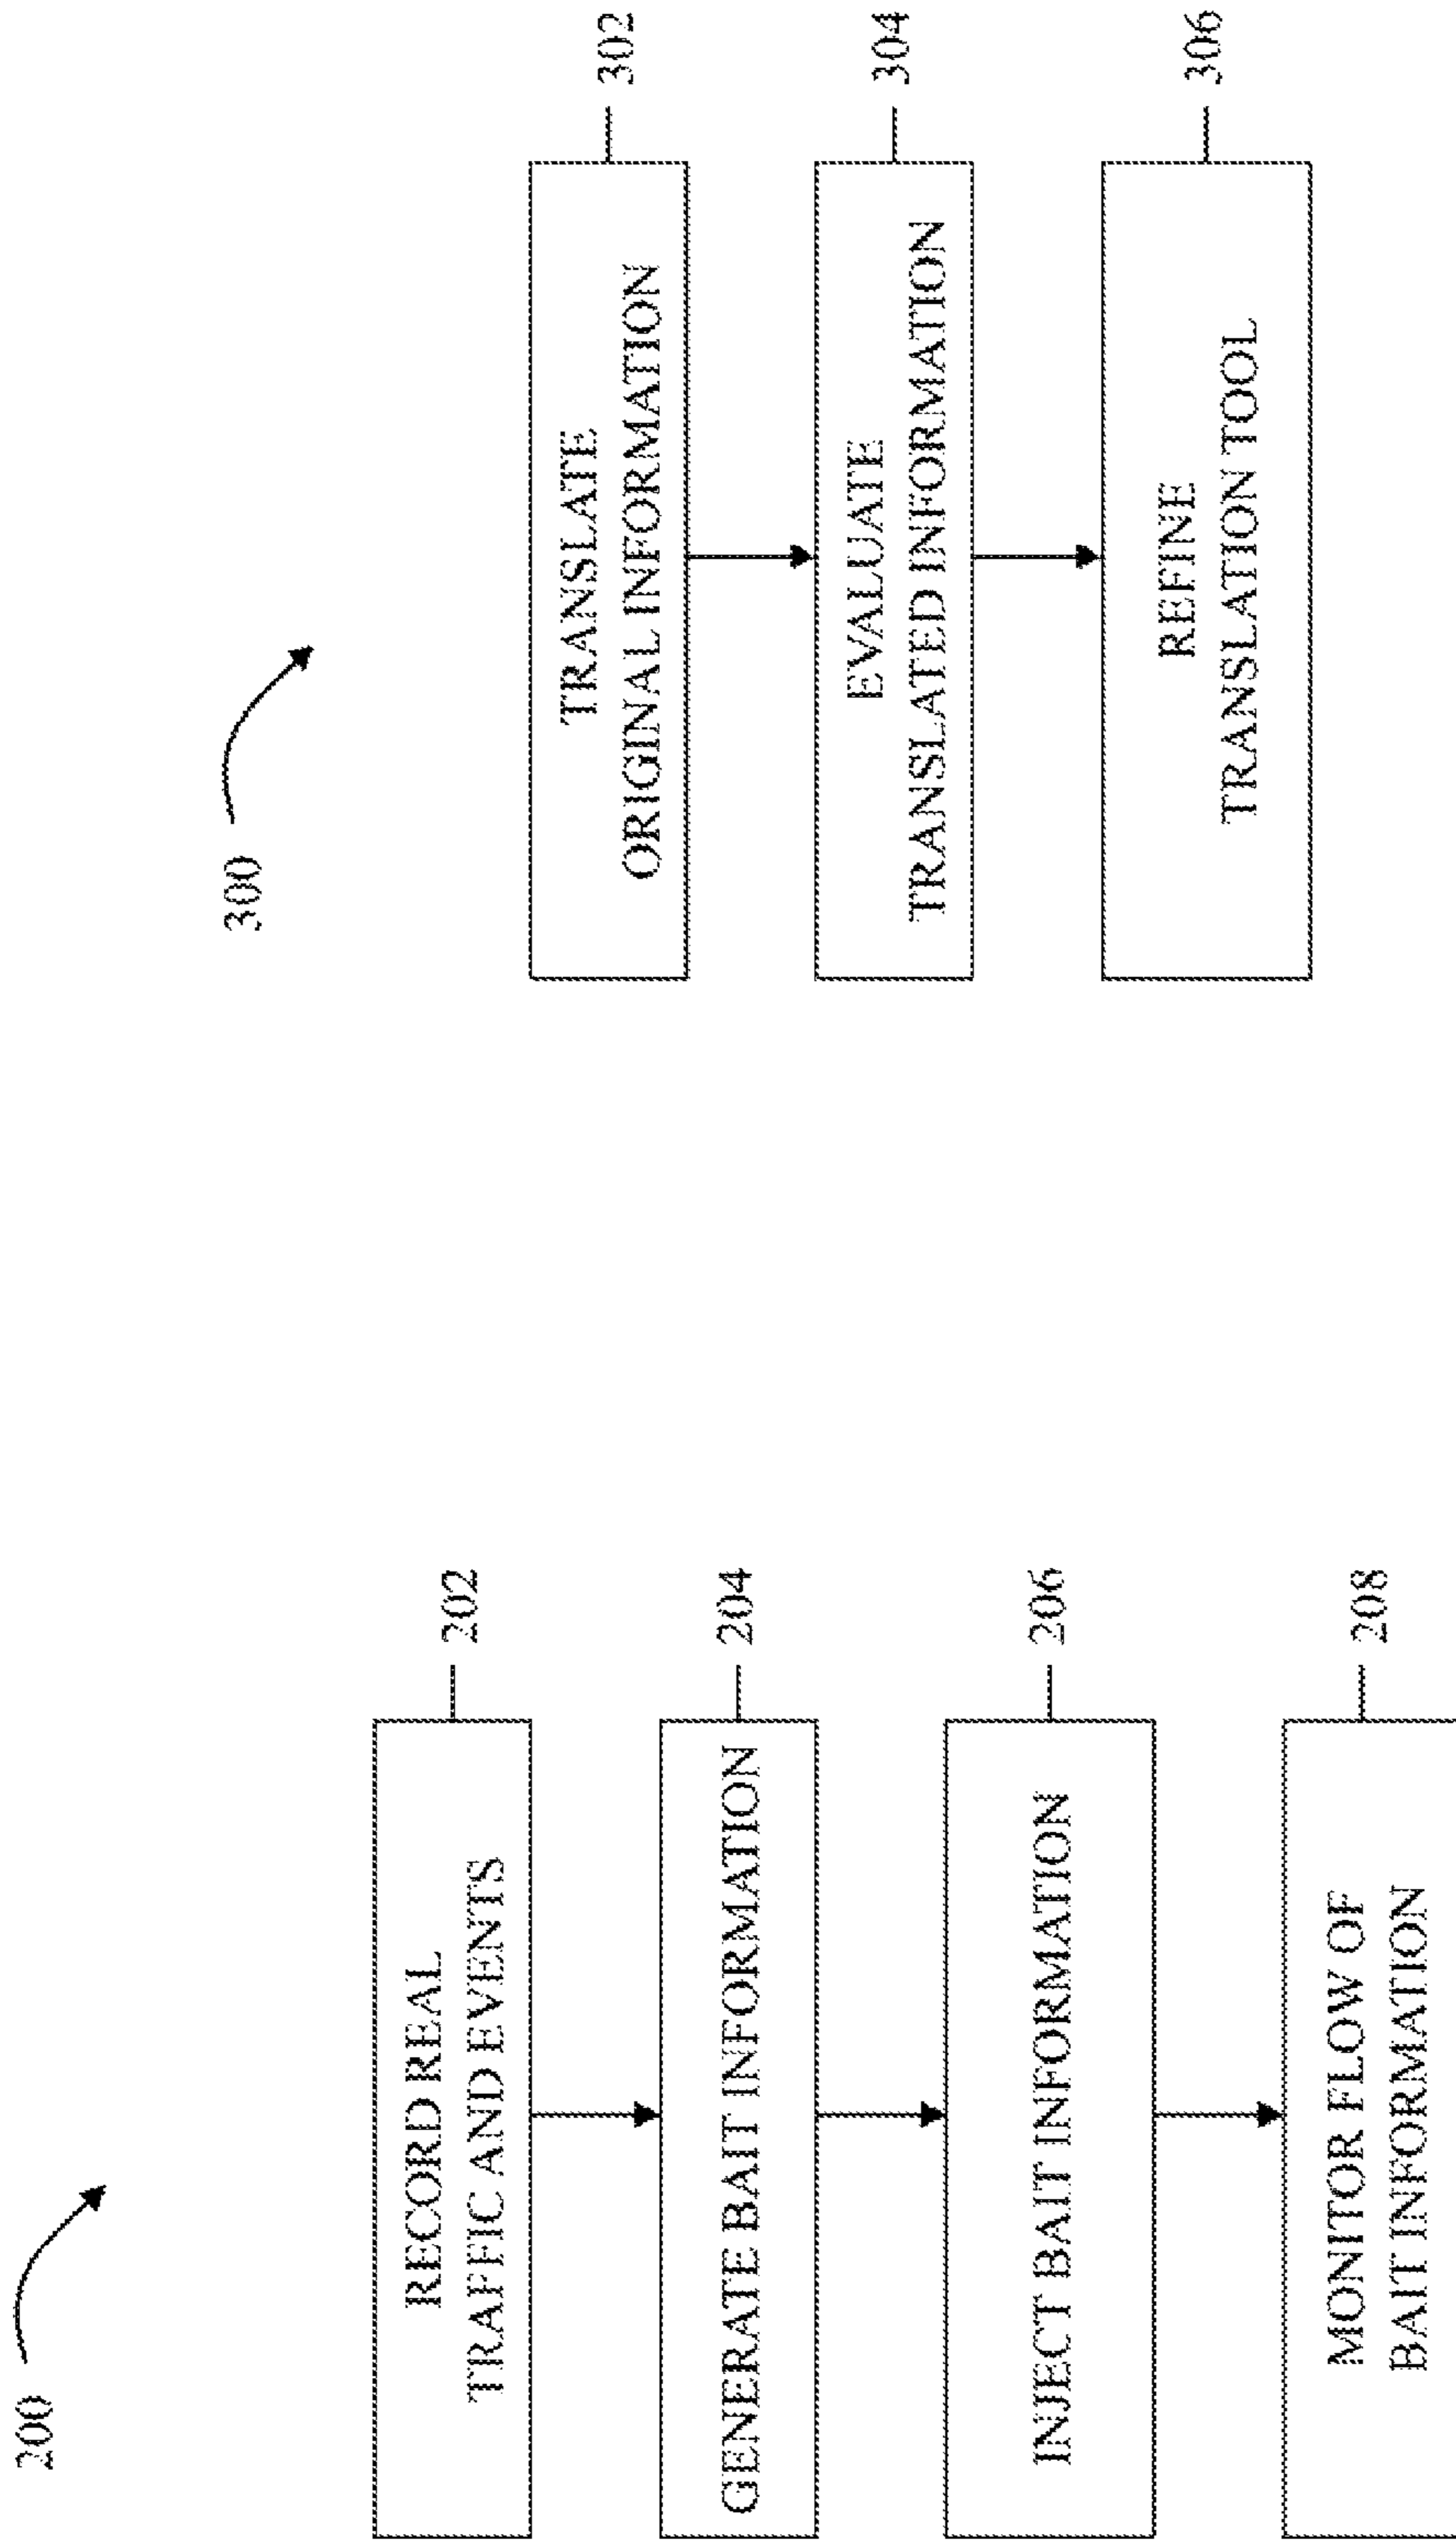 200
RECORD REAL
TRAFFIC AND EVENTS
202
GENERATE BAIT INFORMATION
204
INJECT BAIT INFORMATION
206
MONITOR FLOW OF
BAIT INFORMATION
208
300
TRANSLATE
ORIGINAL INFORMATION
302
EVALUATE
TRANSLATED INFORMATION
304
REFINE
TRANSLATION TOOL
306